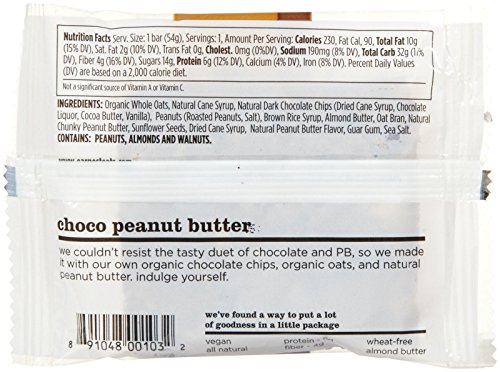 Nutrition Facts Serv. Size: 1 bar (54g), Servings: 1, Amount Per Serving: Calories 230, Fat Cal, 90, Total Fat 10g
(15% DV), Sat. Fat 2g (10% DV), Trans Fat 0g, Cholest. 0mg (0%DV), Sodium 190mg (8% DV), Total Carb 32g (1%
DV), Fiber 4g (16% DV), Sugars 14g, Protein 6g (12% DV), Calcium (4% DV), Iron (8% DV). Percent Daily Values
(DV) are based on a 2,000 calorie diet.
Not a significant source of Vitamin A or Vitamin C.
INGREDIENTS: Organic Whole Oats, Natural Cane Syrup, Natural Dark Chocolate Chips (Dried Cane Syrup, Chocolate
Liquor, Cocoa Butter, Vanilla), Peanuts (Roasted Peanuts, Salt), Brown Rice Syrup, Almond Butter, Oat Bran, Natural
Chunky Peanut Butter, Sunflower Seeds, Dried Cane Syrup, Natural Peanut Butter Flavor, Guar Gum, Sea Salt.
CONTAINS: PEANUTS, ALMONDS AND WALNUTS.
choco peanut butter
we couldn't resist the tasty duet of chocolate and PB, so we made
it with our own organic chocolate chips, organic oats, and natural
peanut butter. indulge yourself.
we've found a way to put a lot
of goodness in a little package
vegan
all natural
protein - 6g
fiber - 4g
wheat-free
almond butter
8 91048 00103 2